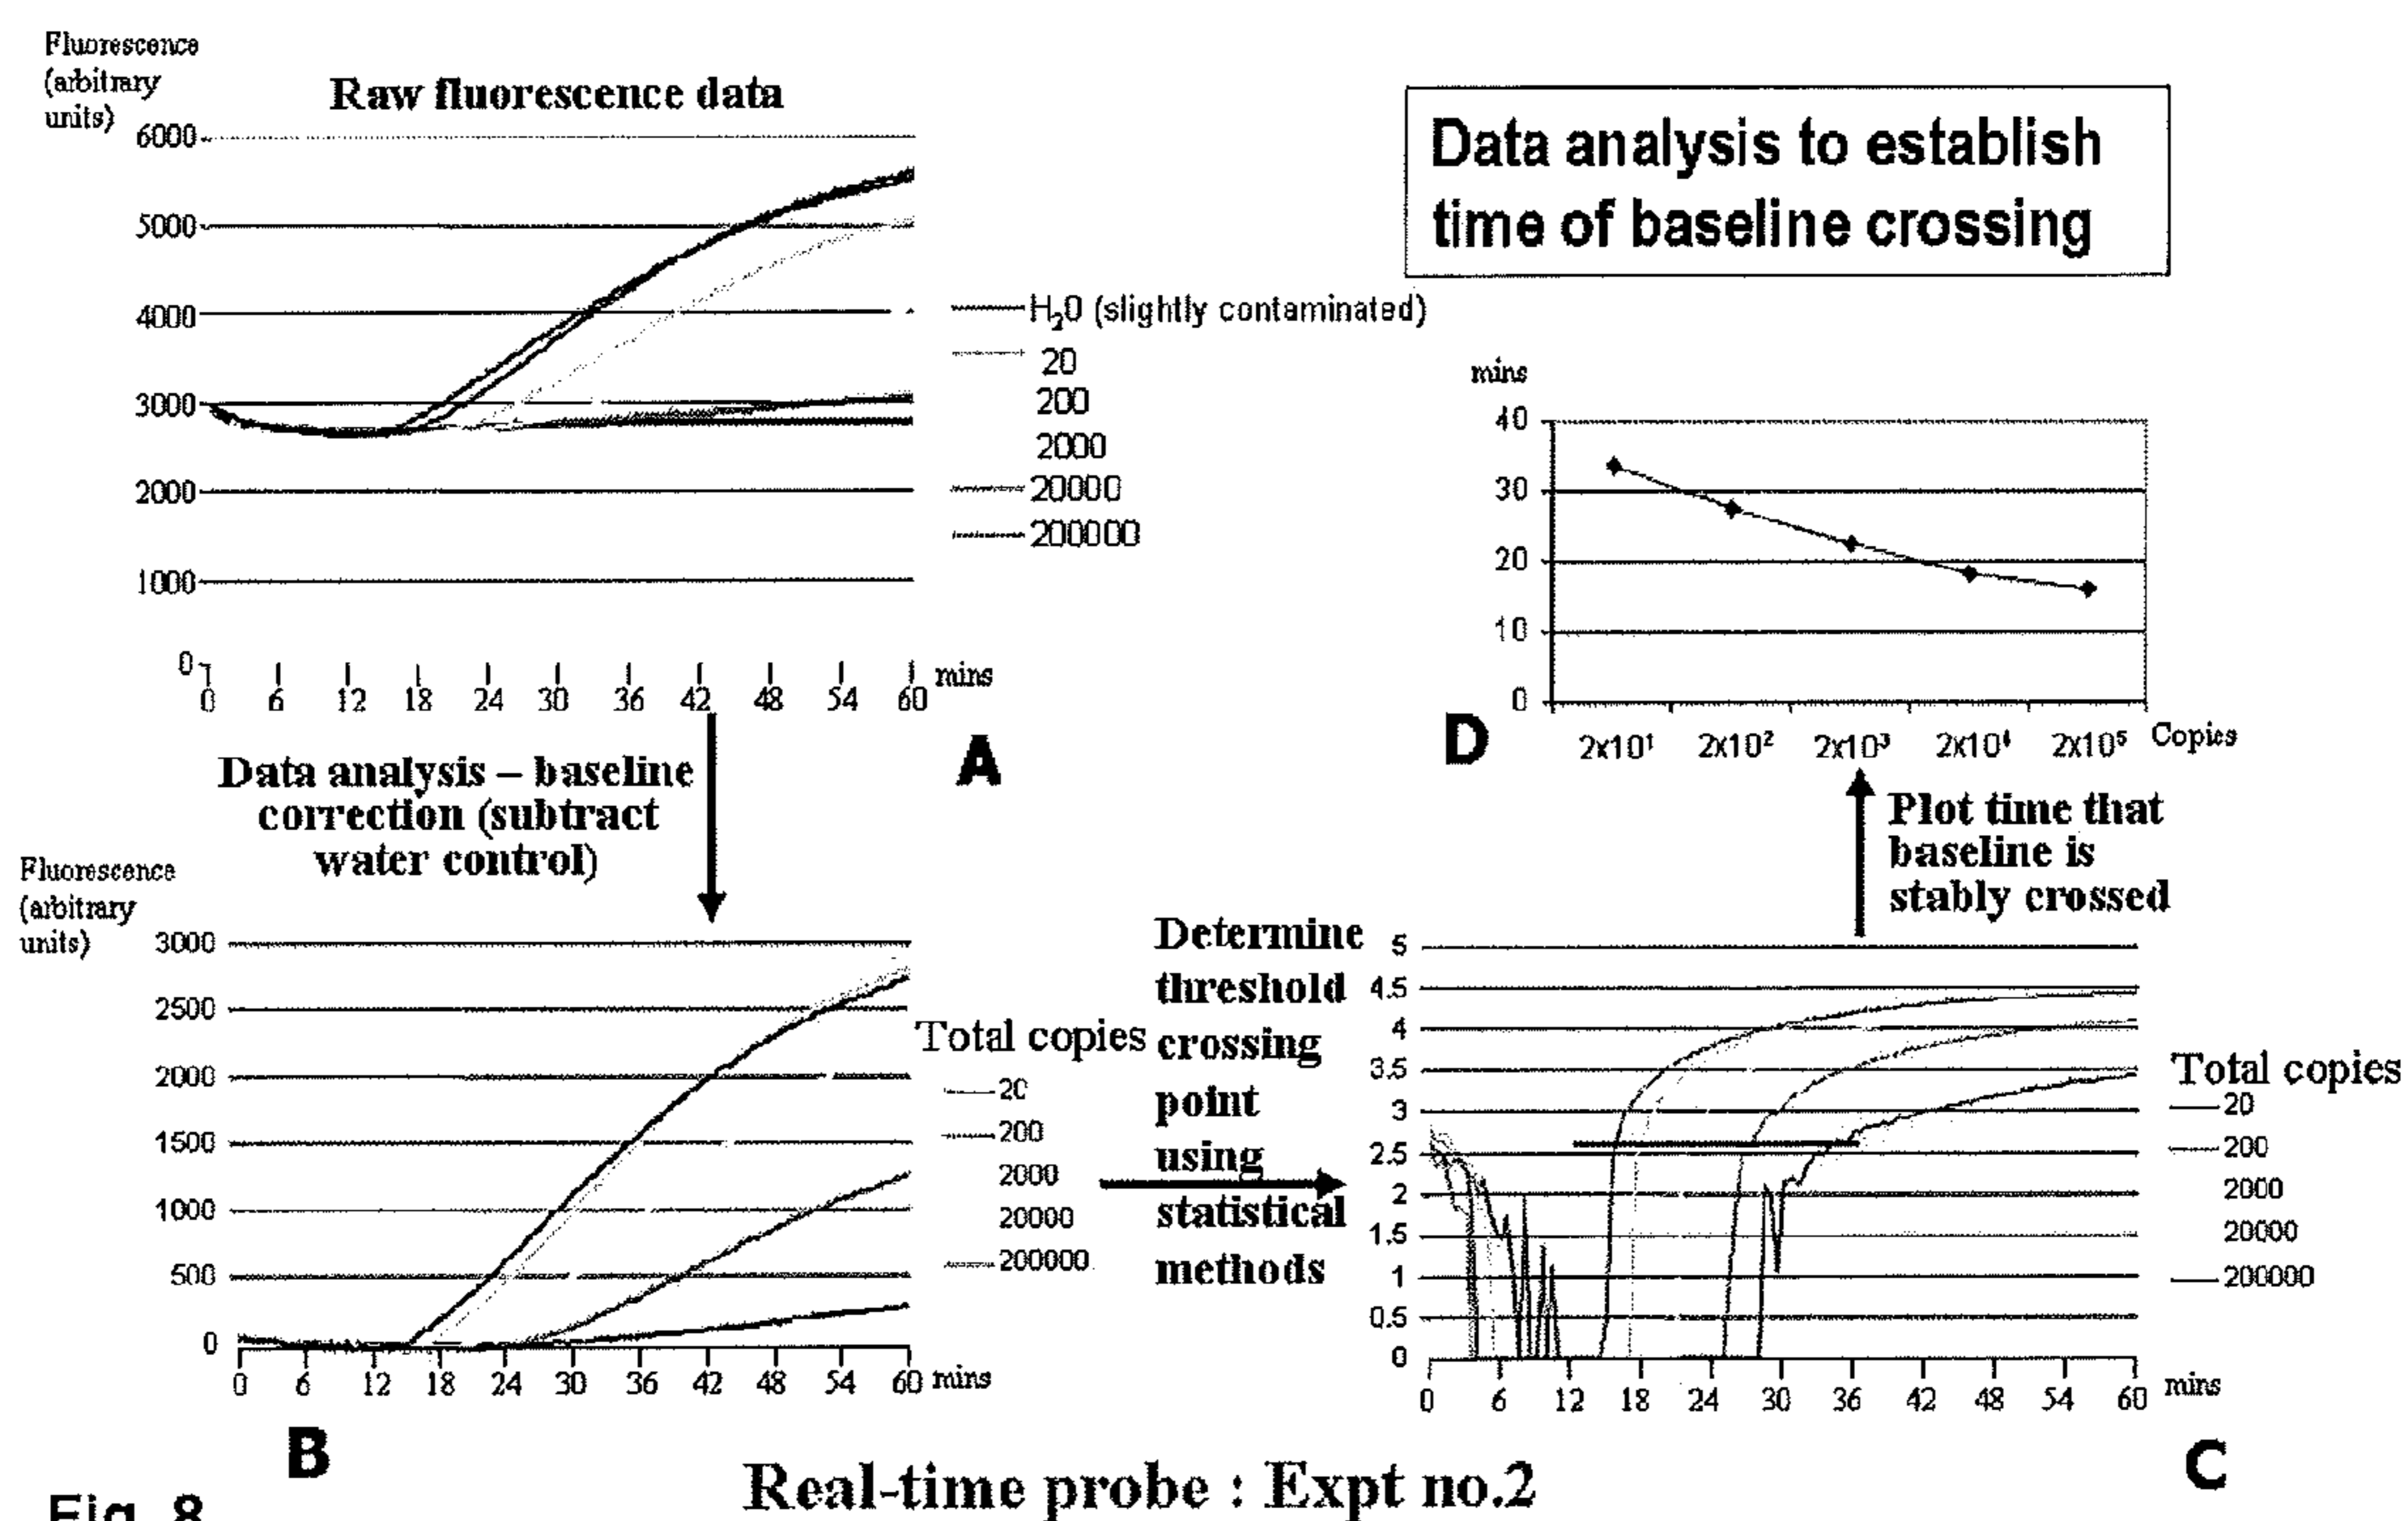 Fluorescence
(arbitrary
units)
Raw fluorescence data
6000
5000
4000
3000
2000
1000
0
0 6 12 18 24 30 36 42 48 54 60 mins
H₂O (slightly contaminated)
20
200
2000
20000
200000
A
Data analysis to establish
time of baseline crossing
mins
40
30
20
10
0
2x10¹ 2x10² 2x10³ 2x10⁴ 2x10⁵ Copies
D
Data analysis – baseline
correction (subtract
water control)
Plot time that
baseline is
stably crossed
Fluorescence
(arbitrary
units)
3000
2500
2000
1500
1000
500
0
0 6 12 18 24 30 36 42 48 54 60 mins
Total copies
20
200
2000
20000
200000
B
Determine
threshold
crossing
point
using
statistical
methods
5
4.5
4
3.5
3
2.5
2
1.5
1
0.5
0
0 6 12 18 24 30 36 42 48 54 60 mins
Total copies
20
200
2000
20000
200000
C
Real-time probe : Expt no.2
Fig. 8